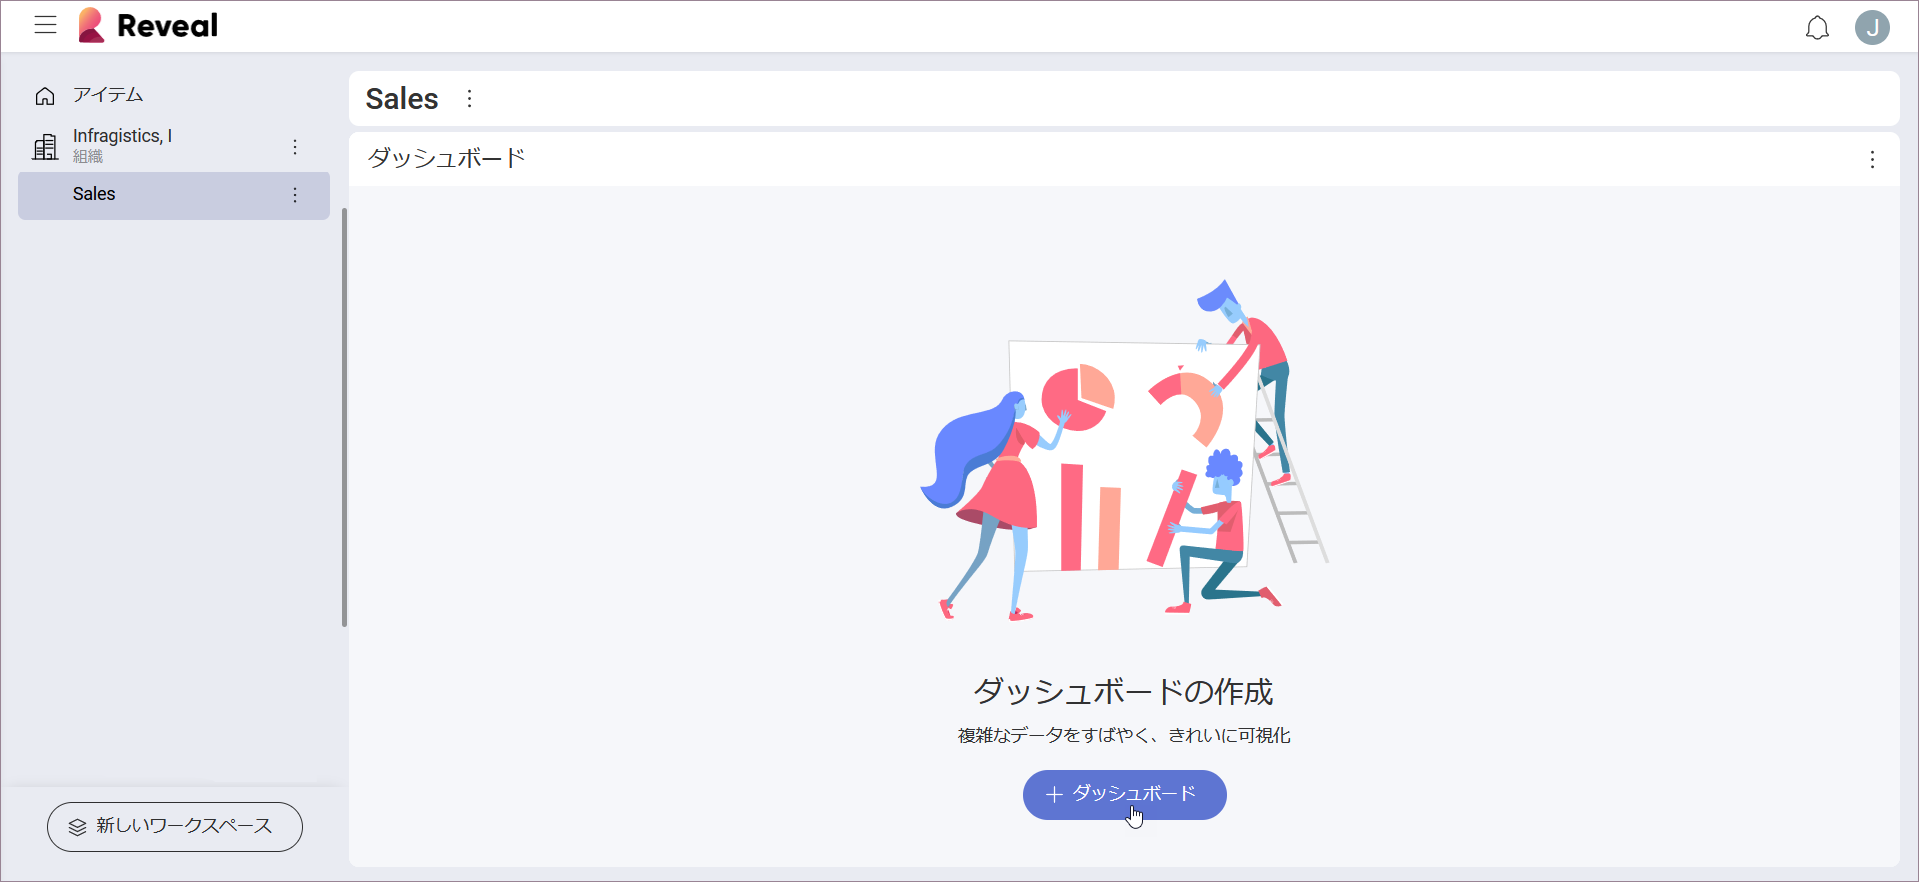 Reveal
J
アイテム
Infragistics, I
組織
Sales
新しいワークスペース
Sales
ダッシュボード
ダッシュボードの作成
複雑なデータをすばやく、きれいに可視化
ダッシュボード